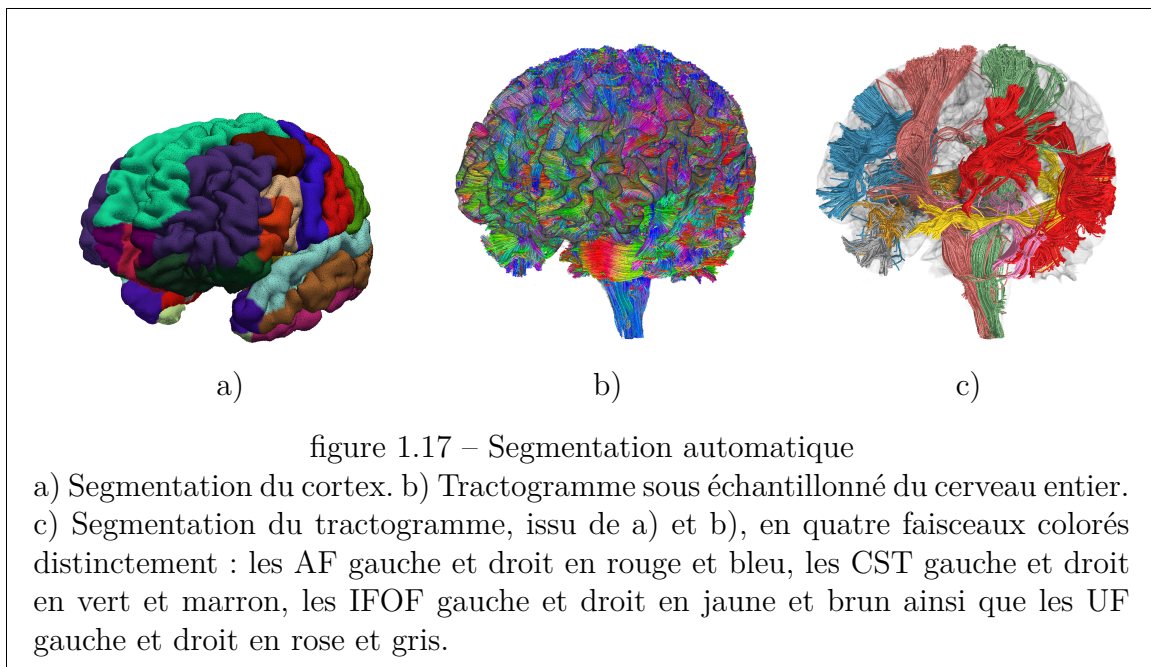 a)
b)
c)
figure 1.17 – Segmentation automatique
a) Segmentation du cortex. b) Tractogramme sous échantillonné du cerveau entier.
c) Segmentation du tractogramme, issu de a) et b), en quatre faisceaux colorés
distinctement : les AF gauche et droit en rouge et bleu, les CST gauche et droit
en vert et marron, les IFOF gauche et droit en jaune et brun ainsi que les UF
gauche et droit en rose et gris.